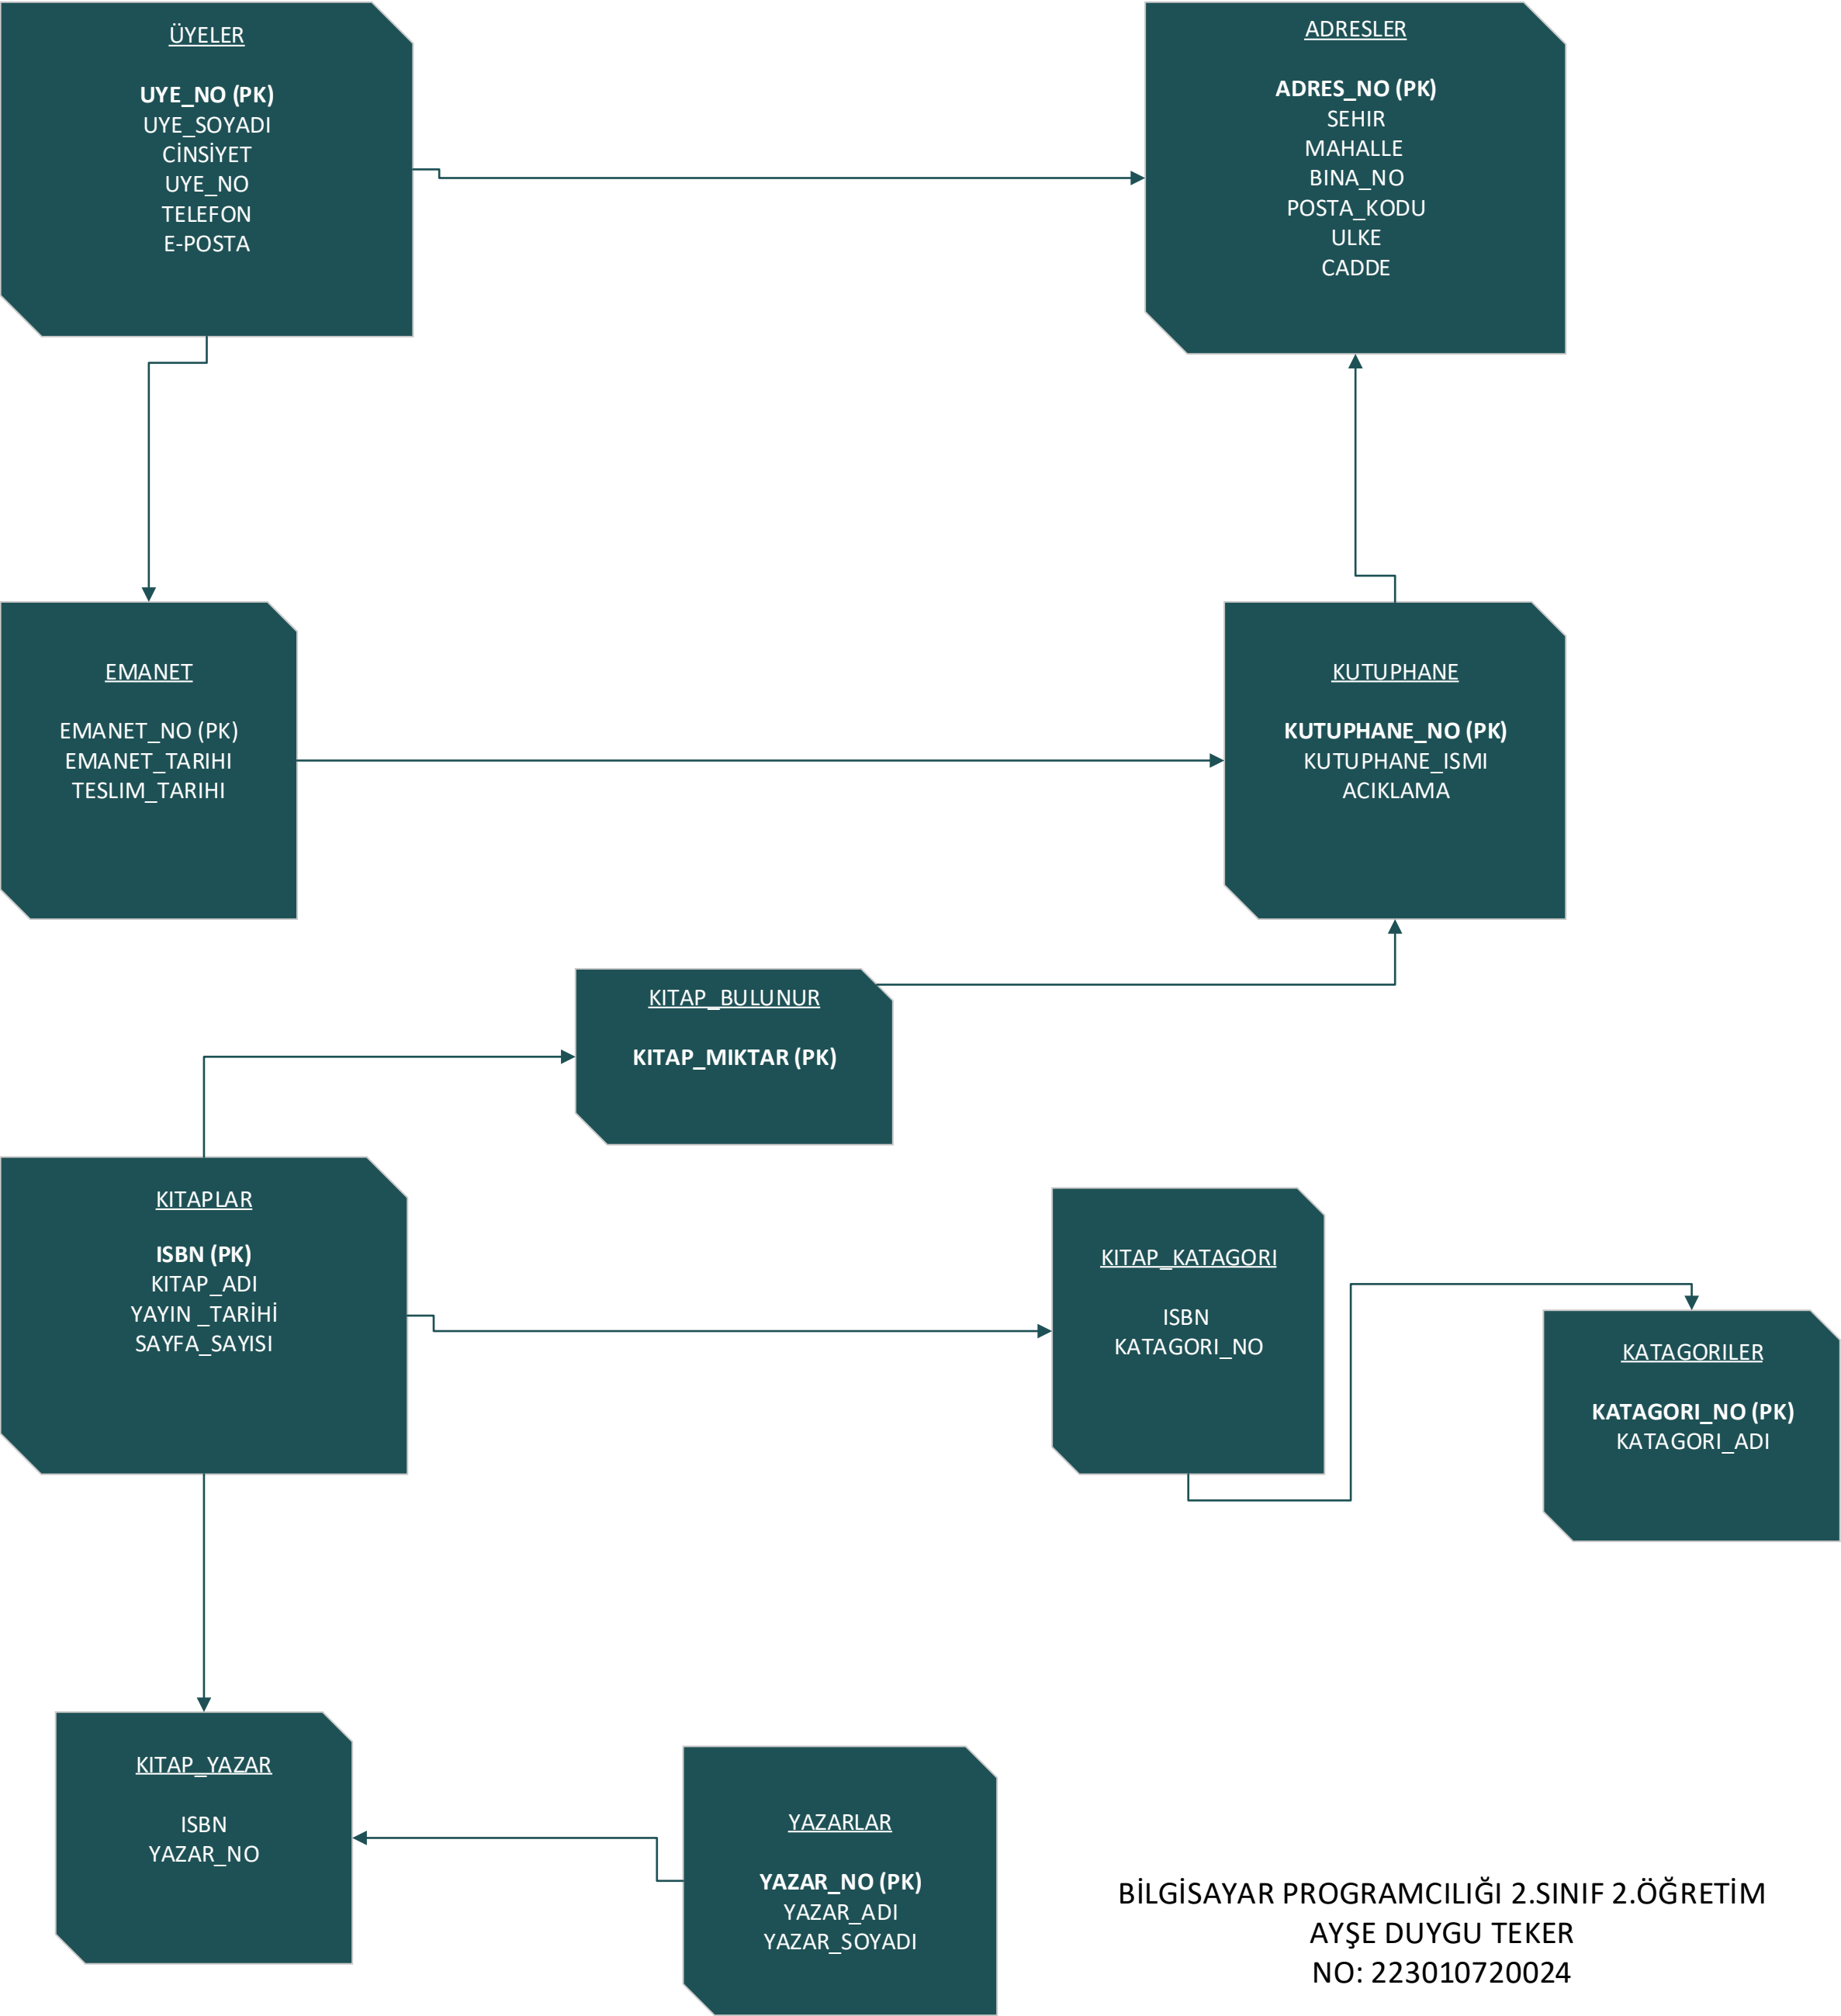 ÜYELER
UYE_NO (PK)
UYE_SOYADI
CİNSİYET
UYE_NO
TELEFON
E-POSTA
ADRESLER
ADRES_NO (PK)
SEHIR
MAHALLE
BINA_NO
POSTA_KODU
ULKE
CADDE
EMANET
EMANET_NO (PK)
EMANET_TARIHI
TESLIM_TARIHI
KUTUPHANE
KUTUPHANE_NO (PK)
KUTUPHANE_ISMI
ACIKLAMA
KITAP_BULUNUR
KITAP_MIKTAR (PK)
KITAPLAR
ISBN (PK)
KITAP_ADI
YAYIN _TARİHİ
SAYFA_SAYISI
KITAP_KATAGORI
ISBN
KATAGORI_NO
KATAGORILER
KATAGORI_NO (PK)
KATAGORI_ADI
KITAP_YAZAR
ISBN
YAZAR_NO
YAZARLAR
YAZAR_NO (PK)
YAZAR_ADI
YAZAR_SOYADI
BİLGİSAYAR PROGRAMCILIĞI 2.SINIF 2.ÖĞRETİM
AYŞE DUYGU TEKER
NO: 223010720024